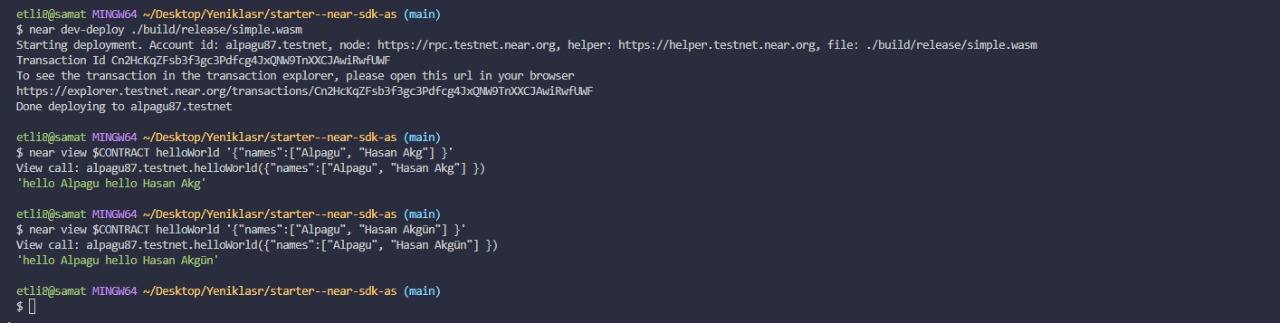 etli8@samat MINGW64 ~/Desktop/Yeniklasr/starter--near-sdk-as (main)
$ near dev-deploy ./build/release/simple.wasm
Starting deployment. Account id: alpagu87.testnet, node: https://rpc.testnet.near.org, helper: https://helper.testnet.near.org, file: ./build/release/simple.wasm
Transaction Id Cn2HcKqZFsb3f3gc3Pdfcg4JxQNW9TnXXCJAwiRwfUWF
To see the transaction in the transaction explorer, please open this url in your browser
https://explorer.testnet.near.org/transactions/Cn2HcKqZFsb3f3gc3Pdfcg4JxQNW9TnXXCJAwiRwfUWF
Done deploying to alpagu87.testnet
etli8@samat MINGW64 ~/Desktop/Yeniklasr/starter--near-sdk-as (main)
$ near view $CONTRACT helloWorld '{"names":["Alpagu", "Hasan Akg"] }'
View call: alpagu87.testnet.helloWorld({"names":["Alpagu", "Hasan Akg"] })
'hello Alpagu hello Hasan Akg'
etli8@samat MINGW64 ~/Desktop/Yeniklasr/starter--near-sdk-as (main)
$ near view $CONTRACT helloWorld '{"names":["Alpagu", "Hasan Akgün"] }'
View call: alpagu87.testnet.helloWorld({"names":["Alpagu", "Hasan Akgün"] })
'hello Alpagu hello Hasan Akgün'
etli8@samat MINGW64 ~/Desktop/Yeniklasr/starter--near-sdk-as (main)
$